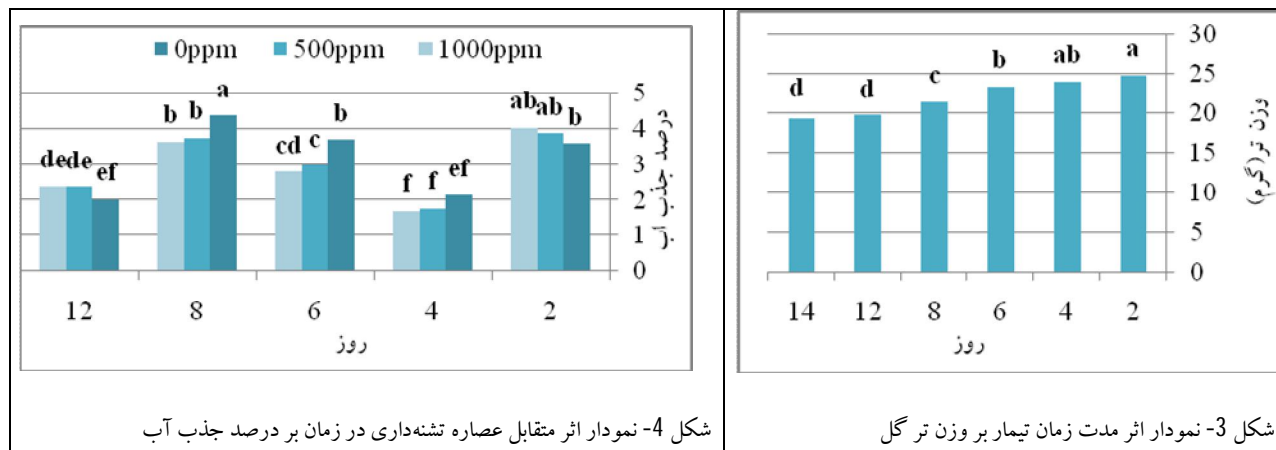 30
25
20
15
10
5
0
وزن تر(گرم)
a
ab
b
c
d
d
2
4
6
8
12
14
روز
شکل 3- نمودار اثر مدت زمان تیمار بر وزن تر گل
0ppm 500ppm 1000ppm
5
4
3
2
1
0
درصد جذب آب
ab ab b
f f ef
cd c b
b b a
de de ef
2
4
6
8
12
روز
شکل 4- نمودار اثر متقابل عصاره تشنه‌داری در زمان بر درصد جذب آب